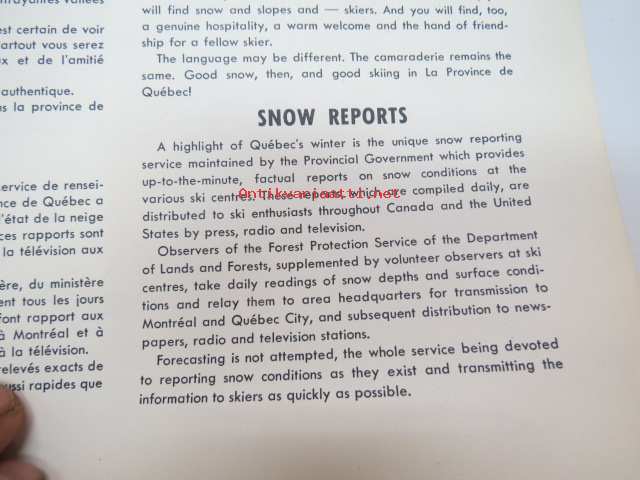 trayantes vallées
est certain de voir
artout vous serez
ux et de l'amitié
authentique.
ns la province de
ervice de rensei-
nce de Québec a
'état de la neige
ces rapports sont
la télévision aux
ère, du ministère
ent tous les jours
font rapport aux
à Montréal et à
à la télévision.
relevés exacts de
ussi rapides que
will find snow and slopes and — skiers. And you will find, too,
a genuine hospitality, a warm welcome and the hand of friend-
ship for a fellow skier.
The language may be different. The camaraderie remains the
same. Good snow, then, and good skiing in La Province de
Québec!
SNOW REPORTS
A highlight of Québec's winter is the unique snow reporting
service maintained by the Provincial Government which provides
up-to-the-minute, factual reports on snow conditions at the
various ski centres. These reports, which are compiled daily, are
distributed to ski enthusiasts throughout Canada and the United
States by press, radio and television.
Observers of the Forest Protection Service of the Department
of Lands and Forests, supplemented by volunteer observers at ski
centres, take daily readings of snow depths and surface condi-
tions and relay them to area headquarters for transmission to
Montréal and Québec City, and subsequent distribution to news-
papers, radio and television stations.
Forecasting is not attempted, the whole service being devoted
to reporting snow conditions as they exist and transmitting the
information to skiers as quickly as possible.
Antikvariaatti.net